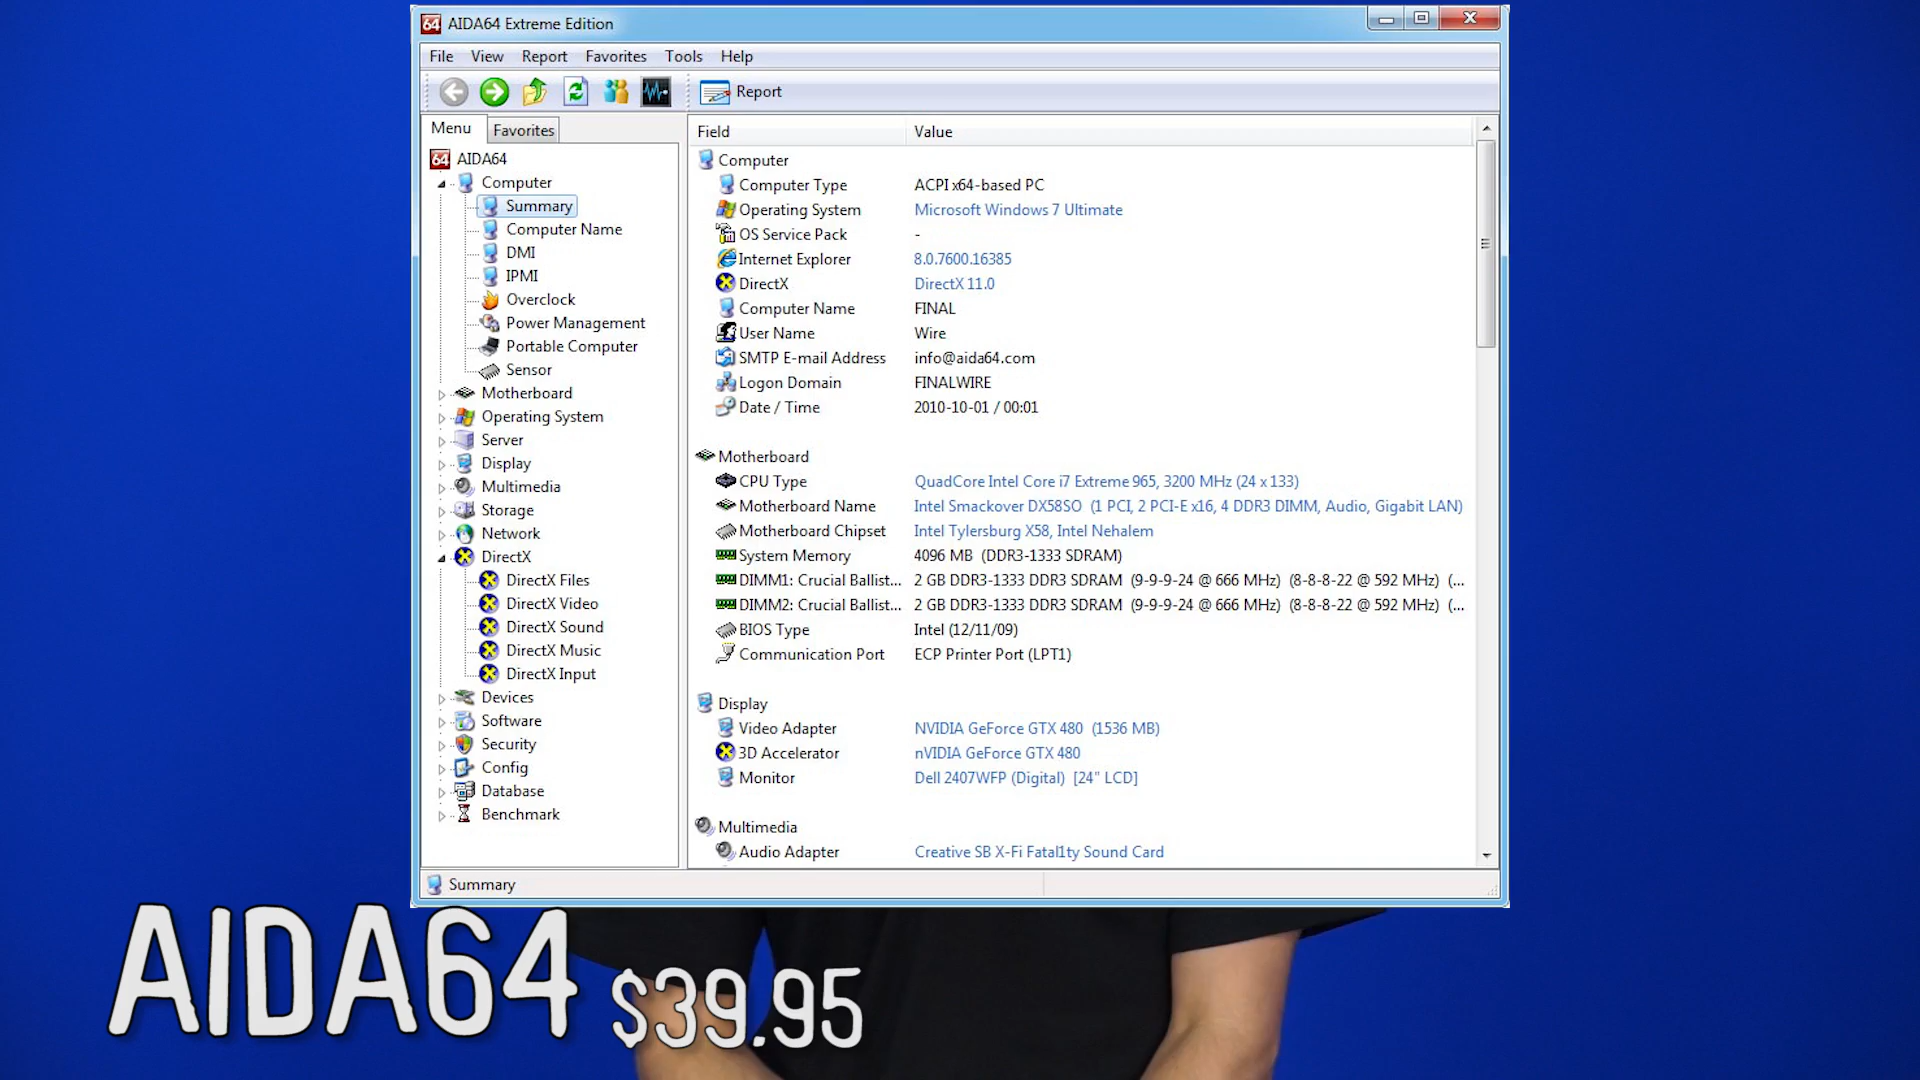 64 AIDA64 Extreme Edition
File View Report Favorites Tools Help
Report
Menu Favorites
64 AIDA64
Computer
Summary
Computer Name
DMI
IPMI
Overclock
Power Management
Portable Computer
Sensor
Motherboard
Operating System
Server
Display
Multimedia
Storage
Network
DirectX
DirectX Files
DirectX Video
DirectX Sound
DirectX Music
DirectX Input
Devices
Software
Security
Config
Database
Benchmark
Field Value
Computer
Computer Type ACPI x64-based PC
Operating System Microsoft Windows 7 Ultimate
OS Service Pack -
Internet Explorer 8.0.7600.16385
DirectX DirectX 11.0
Computer Name FINAL
User Name Wire
SMTP E-mail Address info@aida64.com
Logon Domain FINALWIRE
Date / Time 2010-10-01 / 00:01
Motherboard
CPU Type QuadCore Intel Core i7 Extreme 965, 3200 MHz (24 x 133)
Motherboard Name Intel Smackover DX58SO (1 PCI, 2 PCI-E x16, 4 DDR3 DIMM, Audio, Gigabit LAN)
Motherboard Chipset Intel Tylersburg X58, Intel Nehalem
System Memory 4096 MB (DDR3-1333 SDRAM)
DIMM1: Crucial Ballist... 2 GB DDR3-1333 DDR3 SDRAM (9-9-9-24 @ 666 MHz) (8-8-8-22 @ 592 MHz) (...
DIMM2: Crucial Ballist... 2 GB DDR3-1333 DDR3 SDRAM (9-9-9-24 @ 666 MHz) (8-8-8-22 @ 592 MHz) (...
BIOS Type Intel (12/11/09)
Communication Port ECP Printer Port (LPT1)
Display
Video Adapter NVIDIA GeForce GTX 480 (1536 MB)
3D Accelerator nVIDIA GeForce GTX 480
Monitor Dell 2407WFP (Digital) [24" LCD]
Multimedia
Audio Adapter Creative SB X-Fi Fatal1ty Sound Card
Summary
AIDA64 $39.95